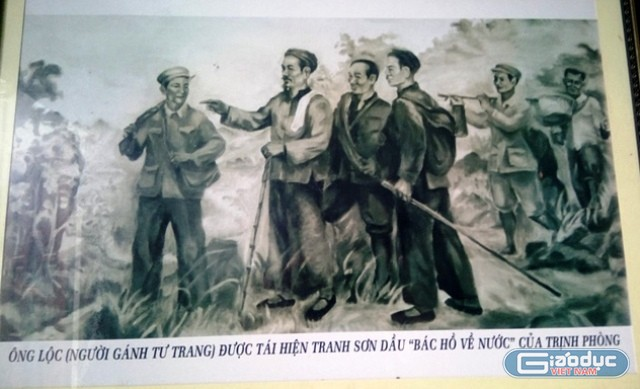 ÔNG LỘC (NGƯỜI GÁNH TƯ TRANG) ĐƯỢC TÁI HIỆN TRANH SƠN DẦU "BÁC HỒ VỀ NƯỚC" CỦA TRỊNH PHÒNG
Giáodục
VIỆT NAM